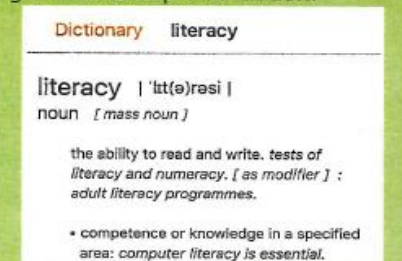 Dictionary literacy
literacy | ˈlɪt(ə)rəsi |
noun [ mass noun ]
the ability to read and write. tests of
literacy and numeracy. [ as modifier ] :
adult literacy programmes.
• competence or knowledge in a specified
area: computer literacy is essential.